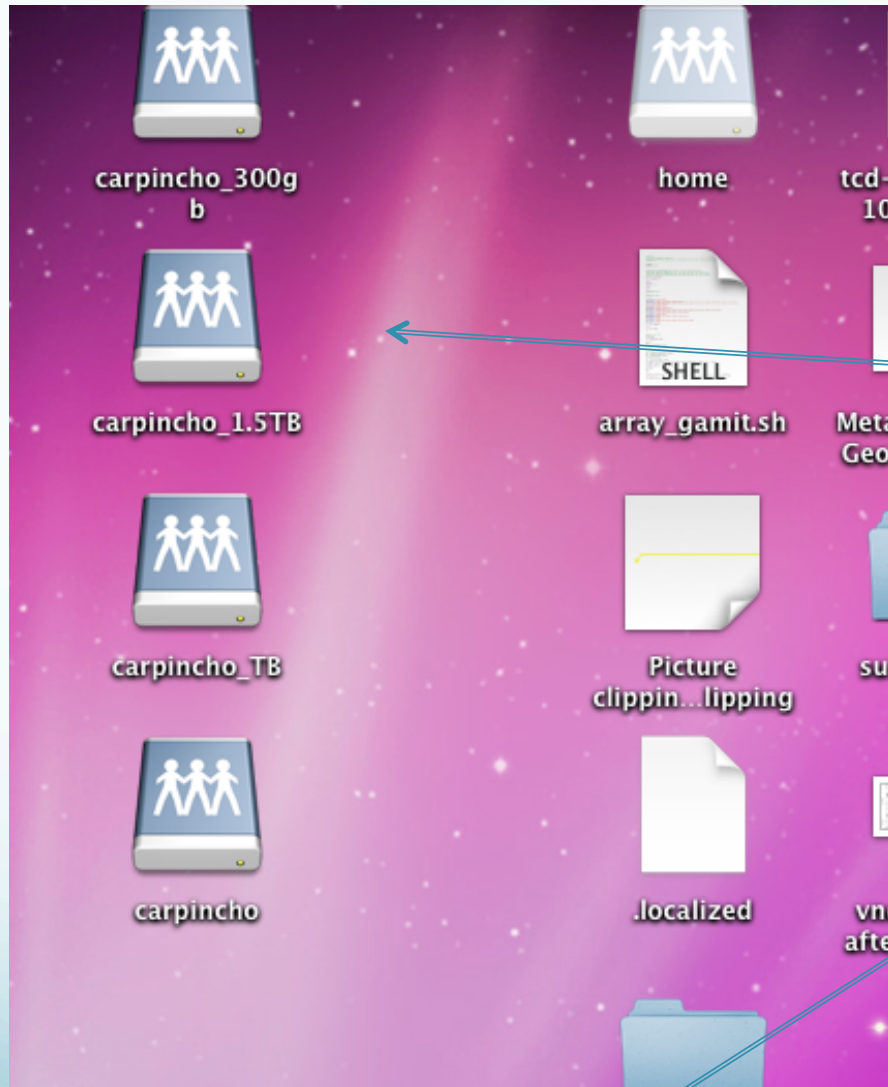 carpincho_300g
b
home
tcd-
10
carpincho_1.5TB
SHELL
array_gamit.sh
Meta
Geo
carpincho_TB
Picture
clippin...lipping
su
carpincho
.localized
vn
afte